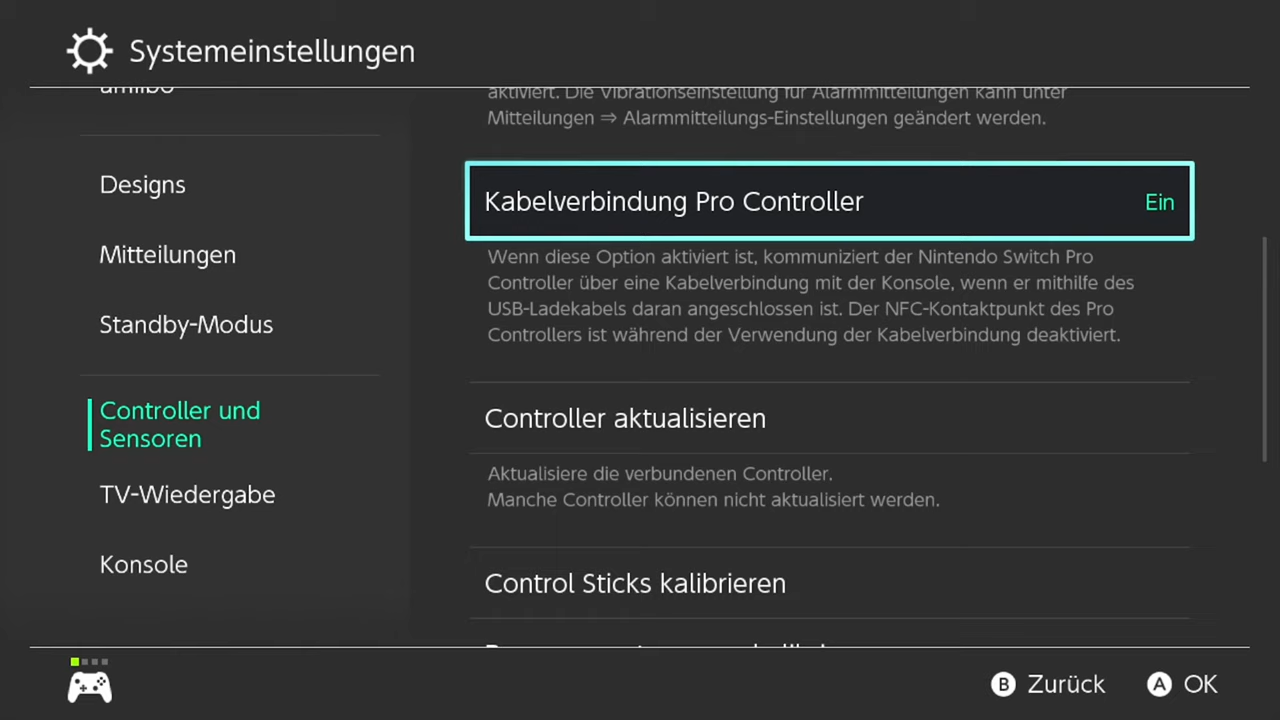 Systemeinstellungen
amiibo
Designs
Mitteilungen
Standby-Modus
Controller und
Sensoren
TV-Wiedergabe
Konsole
aktiviert. Die Vibrationseinstellung für Alarmmitteilungen kann unter
Mitteilungen ⇒ Alarmmitteilungs-Einstellungen geändert werden.
Kabelverbindung Pro Controller Ein
Wenn diese Option aktiviert ist, kommuniziert der Nintendo Switch Pro
Controller über eine Kabelverbindung mit der Konsole, wenn er mithilfe des
USB-Ladekabels daran angeschlossen ist. Der NFC-Kontaktpunkt des Pro
Controllers ist während der Verwendung der Kabelverbindung deaktiviert.
Controller aktualisieren
Aktualisiere die verbundenen Controller.
Manche Controller können nicht aktualisiert werden.
Control Sticks kalibrieren
B Zurück A OK